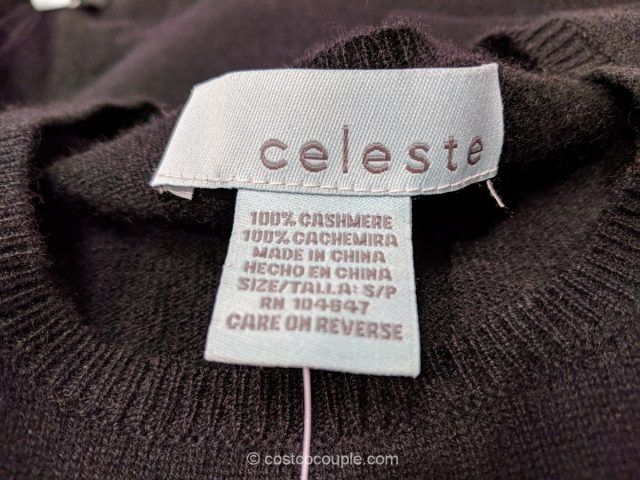 celeste
100% CASHMERE
100% CACHEMIRA
MADE IN CHINA
HECHO EN CHINA
SIZE/TALLA: S/P
RN 104647
CARE ON REVERSE
© costcocouple.com